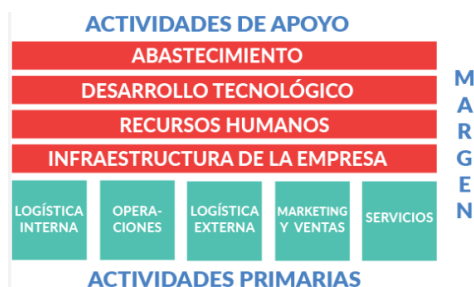 ACTIVIDADES DE APOYO
ABASTECIMIENTO
DESARROLLO TECNOLÓGICO
RECURSOS HUMANOS
INFRAESTRUCTURA DE LA EMPRESA
LOGÍSTICA
INTERNA
OPERA-
CIONES
LOGÍSTICA
EXTERNA
MARKETING
Y VENTAS
SERVICIOS
ACTIVIDADES PRIMARIAS
MARGEN